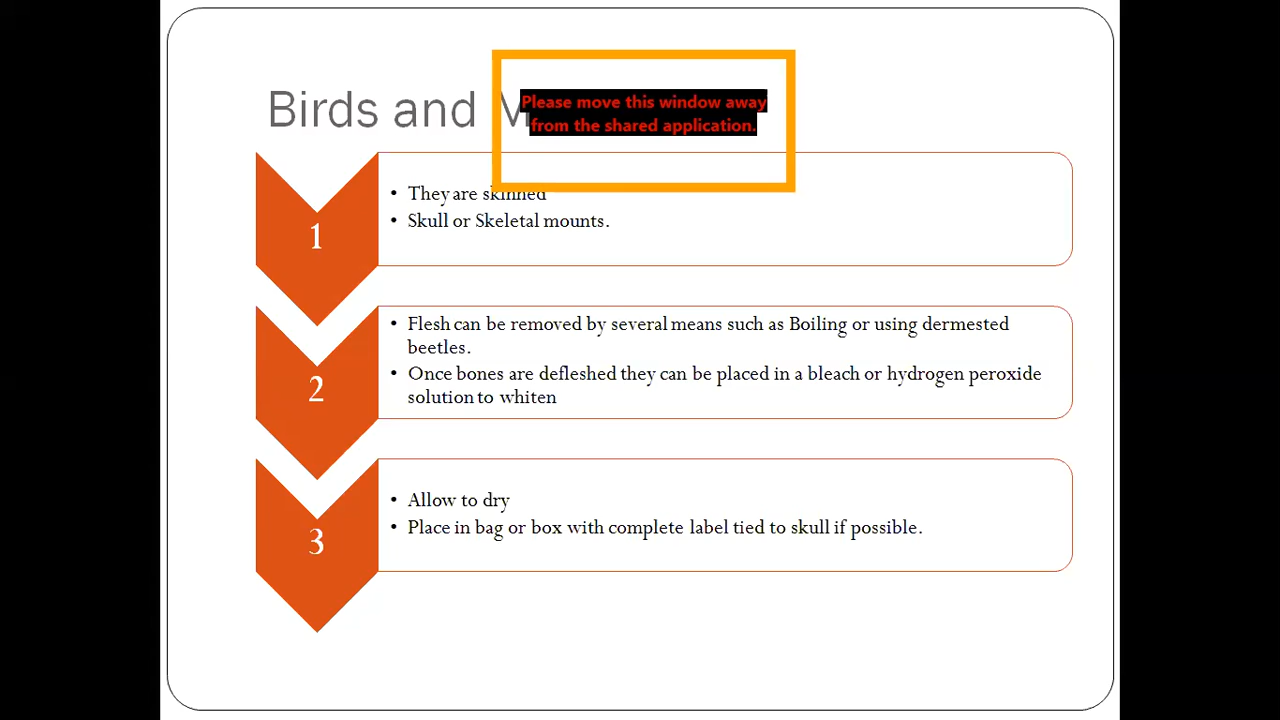 Birds and
Please move this window away
from the shared application.
1
• They are skinned
• Skull or Skeletal mounts.
2
• Flesh can be removed by several means such as Boiling or using dermested
beetles.
• Once bones are defleshed they can be placed in a bleach or hydrogen peroxide
solution to whiten
3
• Allow to dry
• Place in bag or box with complete label tied to skull if possible.